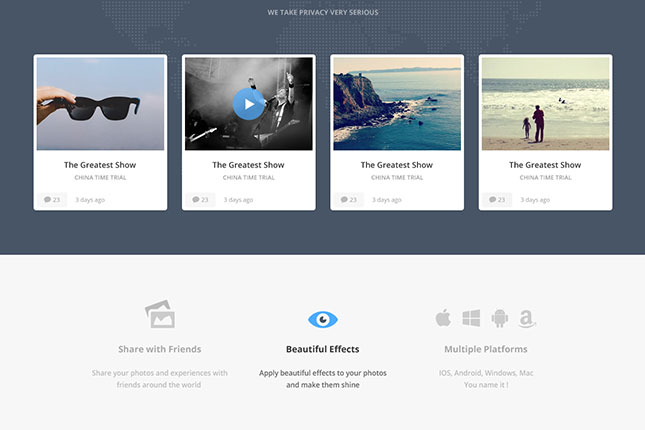 WE TAKE PRIVACY VERY SERIOUS
The Greatest Show
CHINA TIME TRIAL
23 3 days ago
The Greatest Show
CHINA TIME TRIAL
23 3 days ago
The Greatest Show
CHINA TIME TRIAL
23 3 days ago
The Greatest Show
CHINA TIME TRIAL
23 3 days ago
Share with Friends
Share your photos and experiences with
friends around the world
Beautiful Effects
Apply beautiful effects to your photos
and make them shine
Multiple Platforms
IOS, Android, Windows, Mac
You name it !